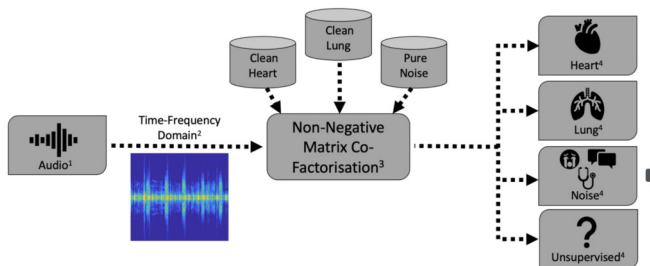 Clean
Heart
Clean
Lung
Pure
Noise
Audio¹
Time-Frequency
Domain²
Non-Negative
Matrix Co-
Factorisation³
Heart⁴
Lung⁴
Noise⁴
?
Unsupervised⁴